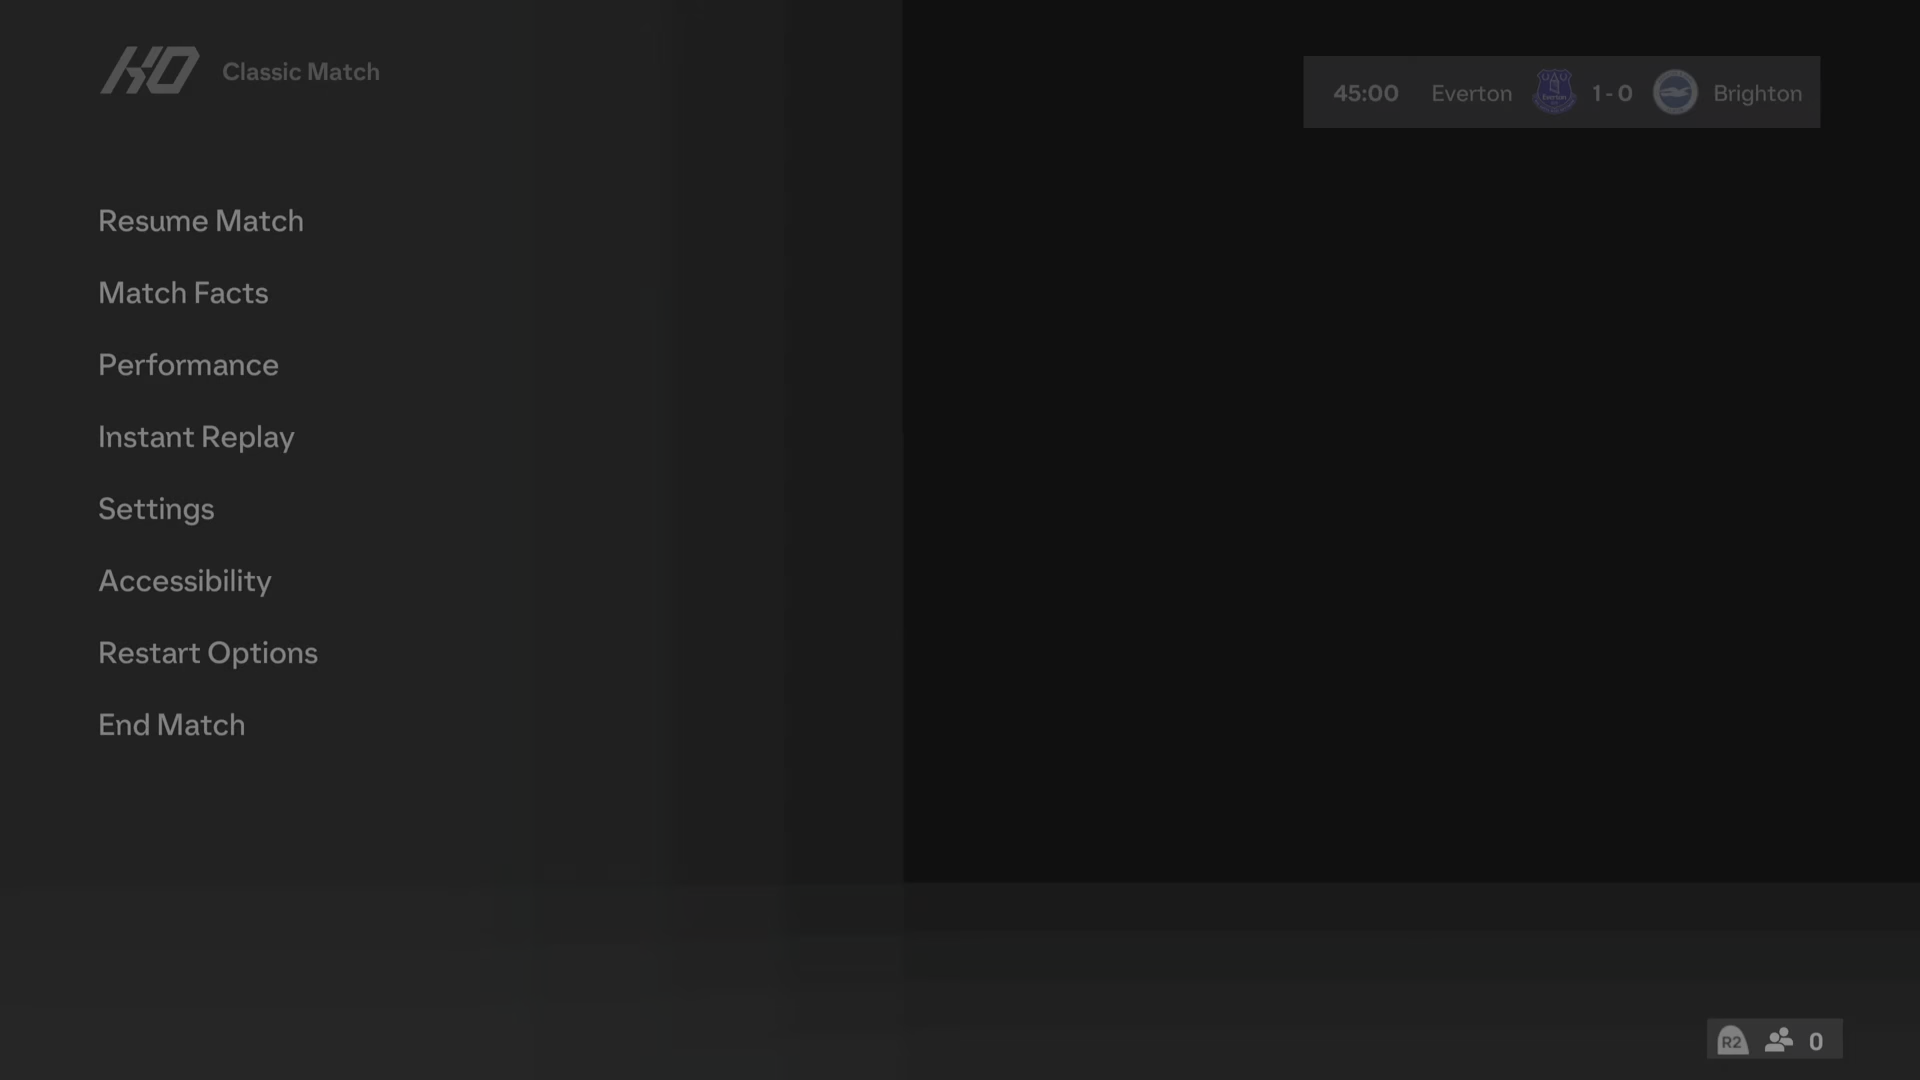 KO Classic Match
45:00 Everton 1 - 0 Brighton
Resume Match
Match Facts
Performance
Instant Replay
Settings
Accessibility
Restart Options
End Match
R2 0